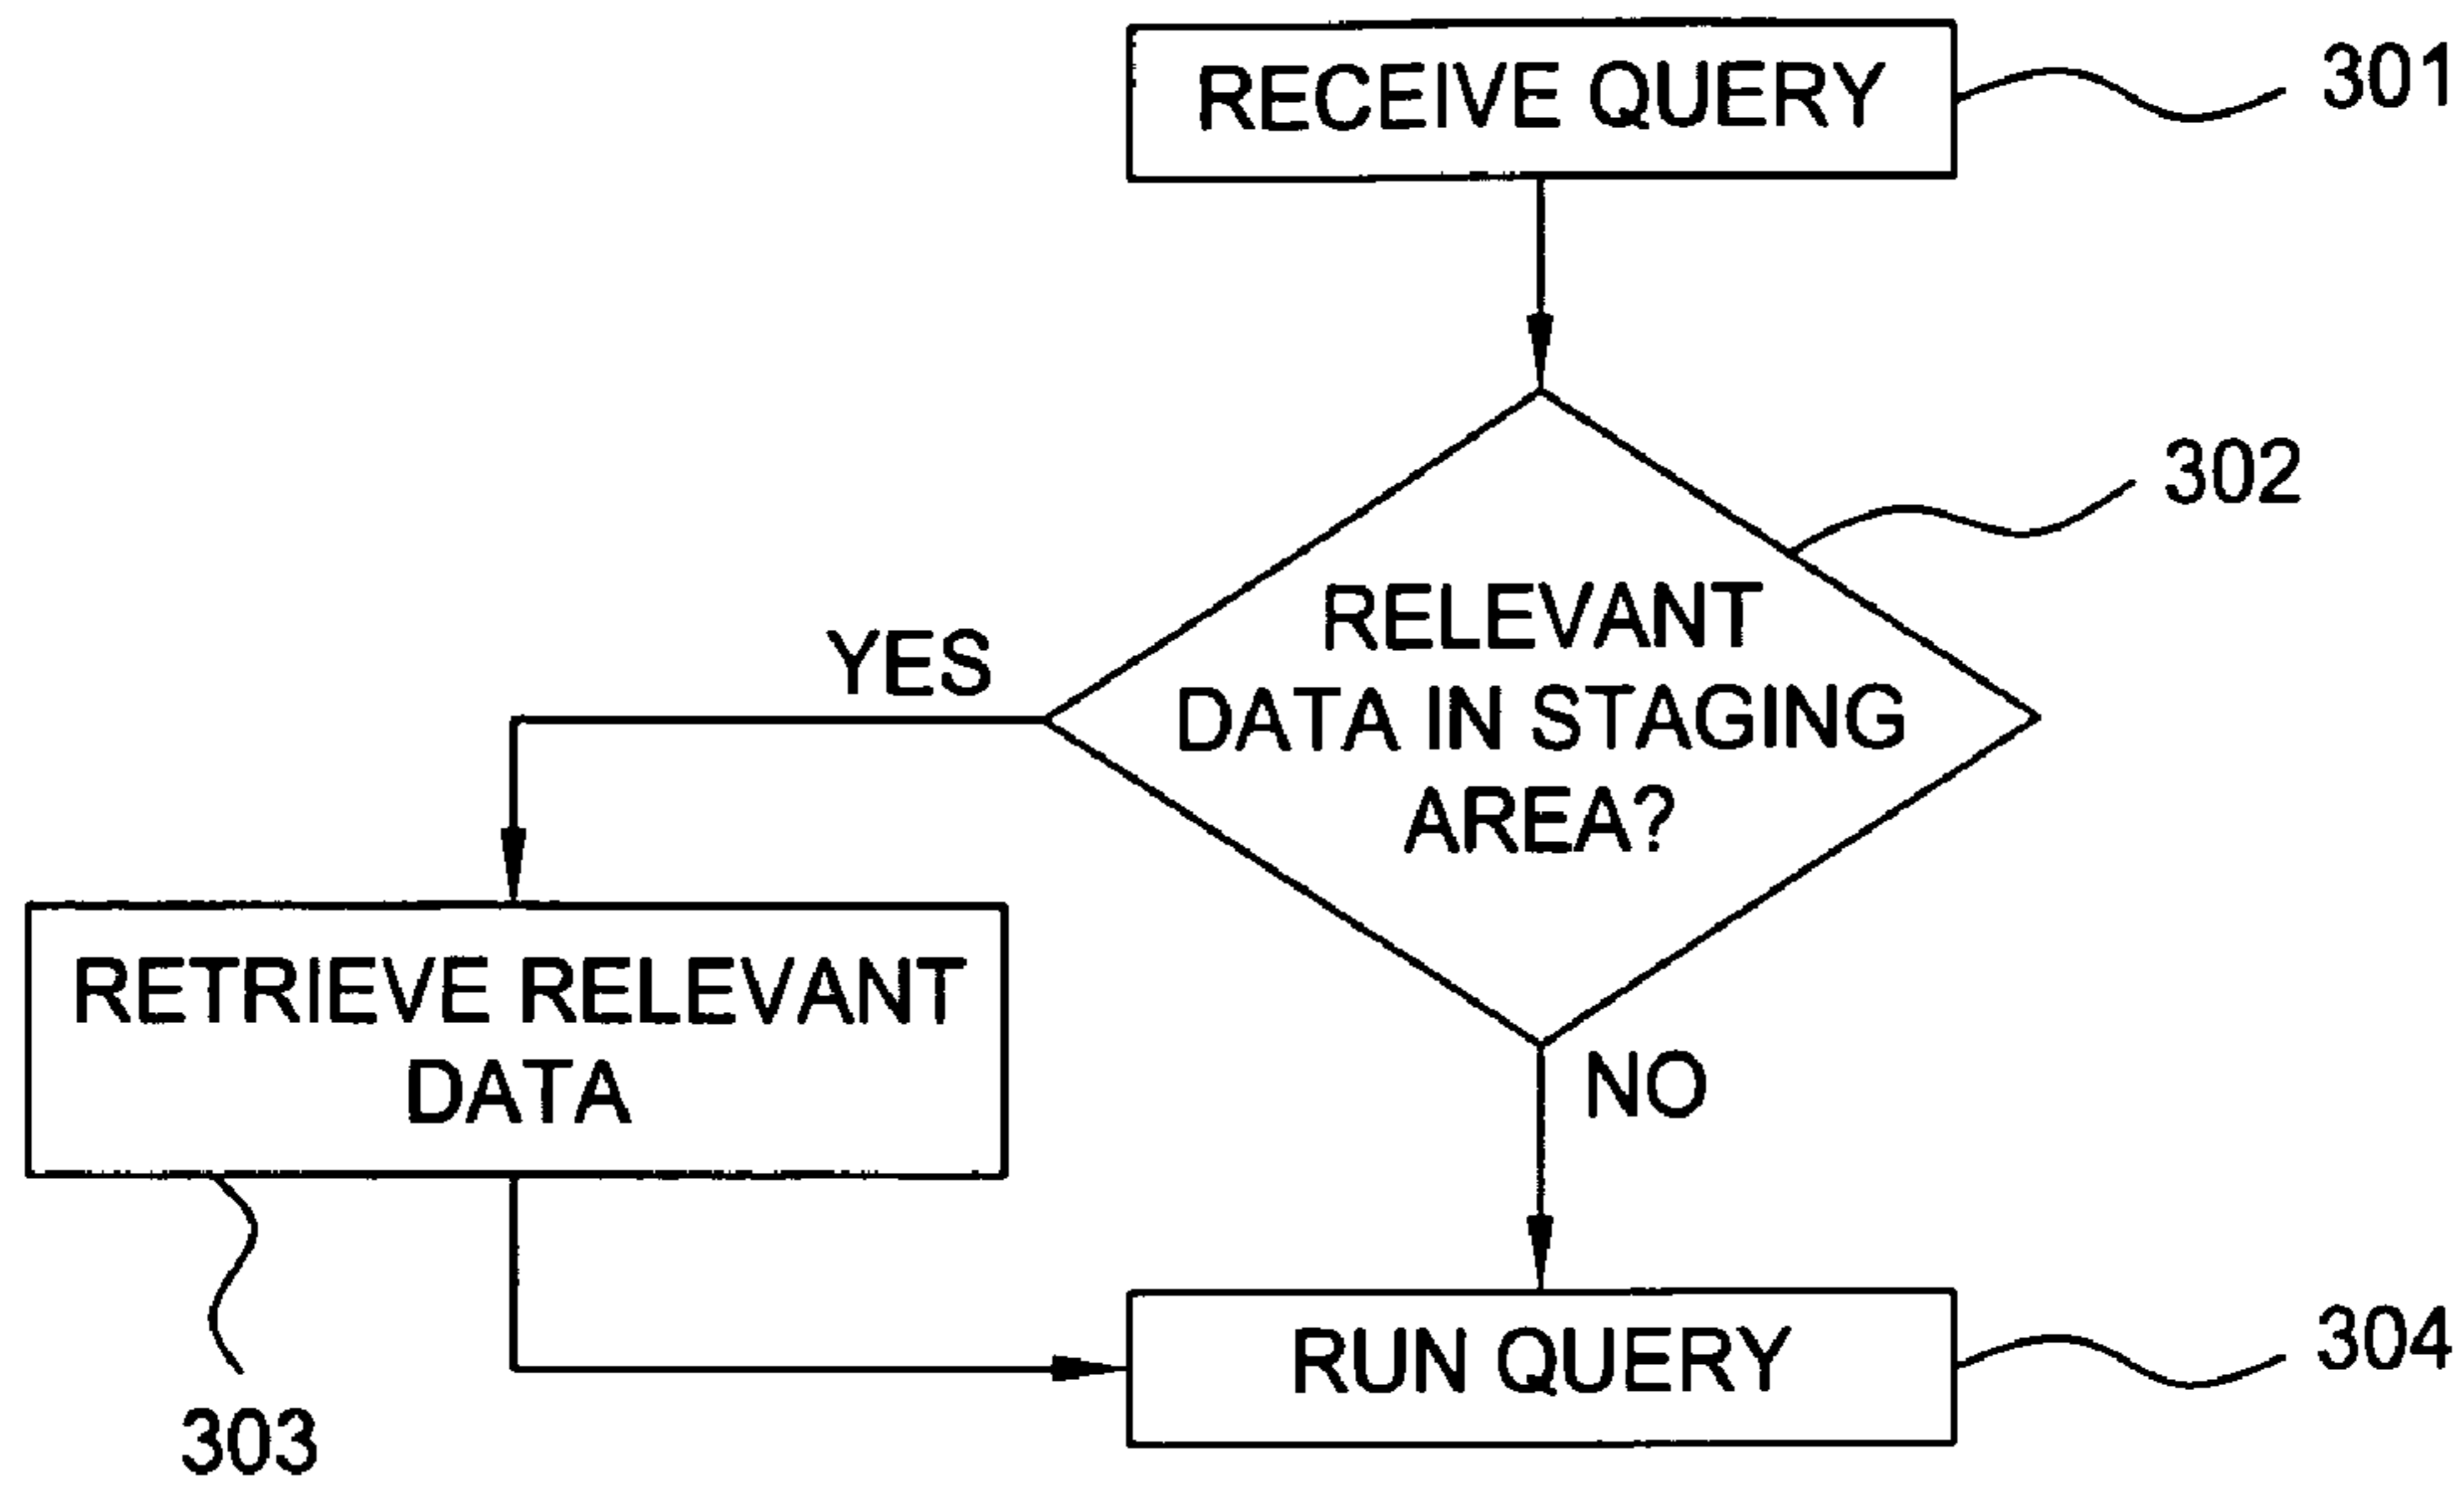 RECEIVE QUERY
301
302
RELEVANT
DATA IN STAGING
AREA?
YES
NO
RETRIEVE RELEVANT
DATA
303
RUN QUERY
304